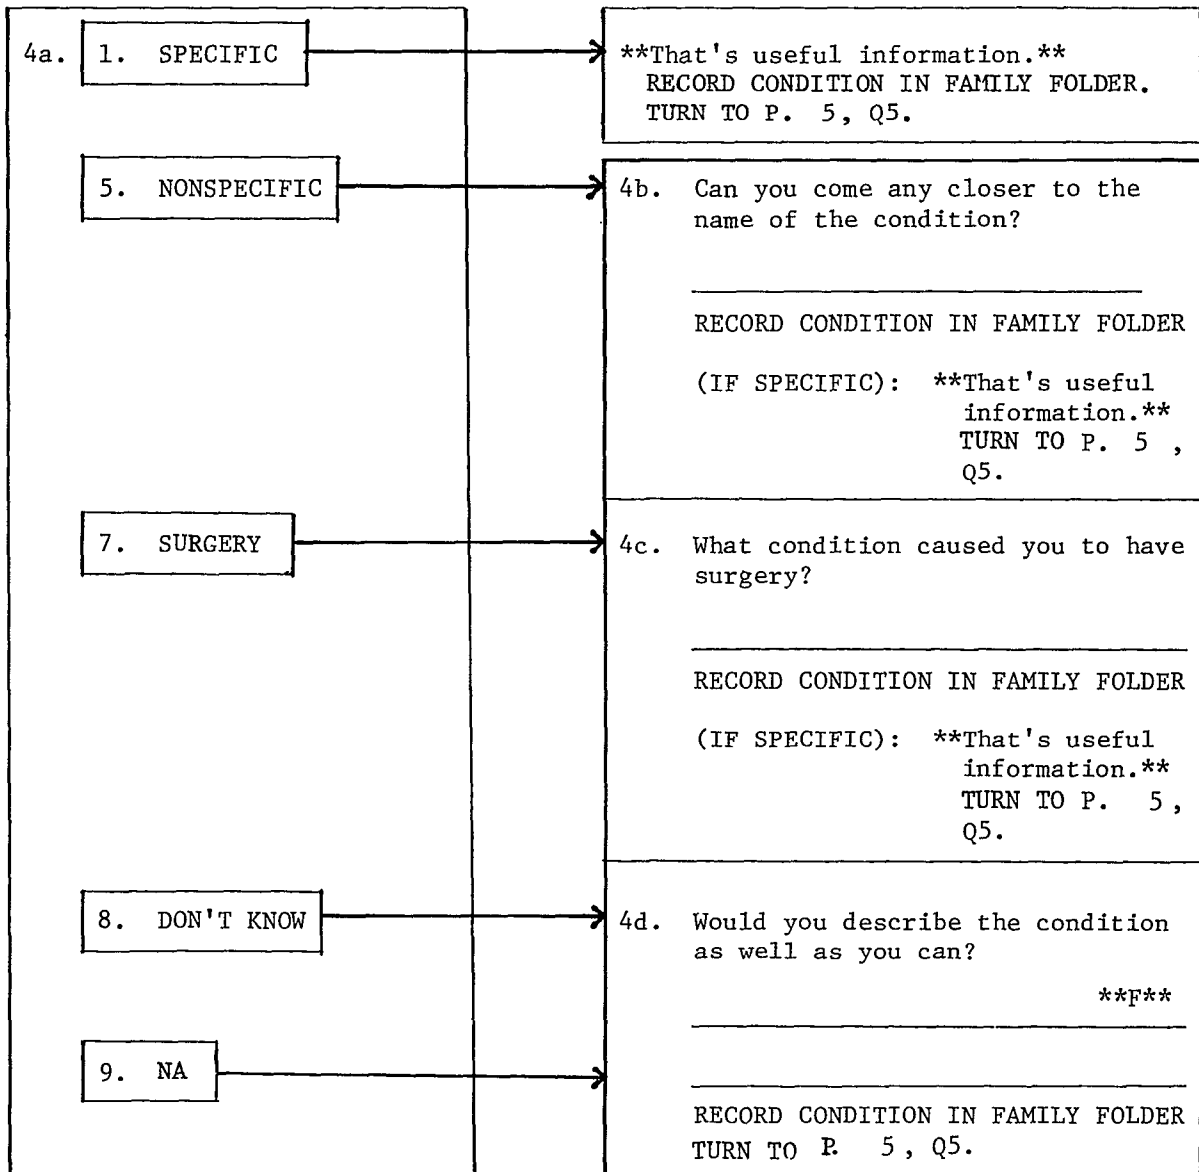 4a. 1. SPECIFIC
**That's useful information.**
RECORD CONDITION IN FAMILY FOLDER.
TURN TO P. 5, Q5.
5. NONSPECIFIC
4b. Can you come any closer to the
name of the condition?
RECORD CONDITION IN FAMILY FOLDER
(IF SPECIFIC): **That's useful
information.**
TURN TO P. 5 ,
Q5.
7. SURGERY
4c. What condition caused you to have
surgery?
RECORD CONDITION IN FAMILY FOLDER
(IF SPECIFIC): **That's useful
information.**
TURN TO P. 5 ,
Q5.
8. DON'T KNOW
4d. Would you describe the condition
as well as you can?
**F**
9. NA
RECORD CONDITION IN FAMILY FOLDER
TURN TO P. 5 , Q5.